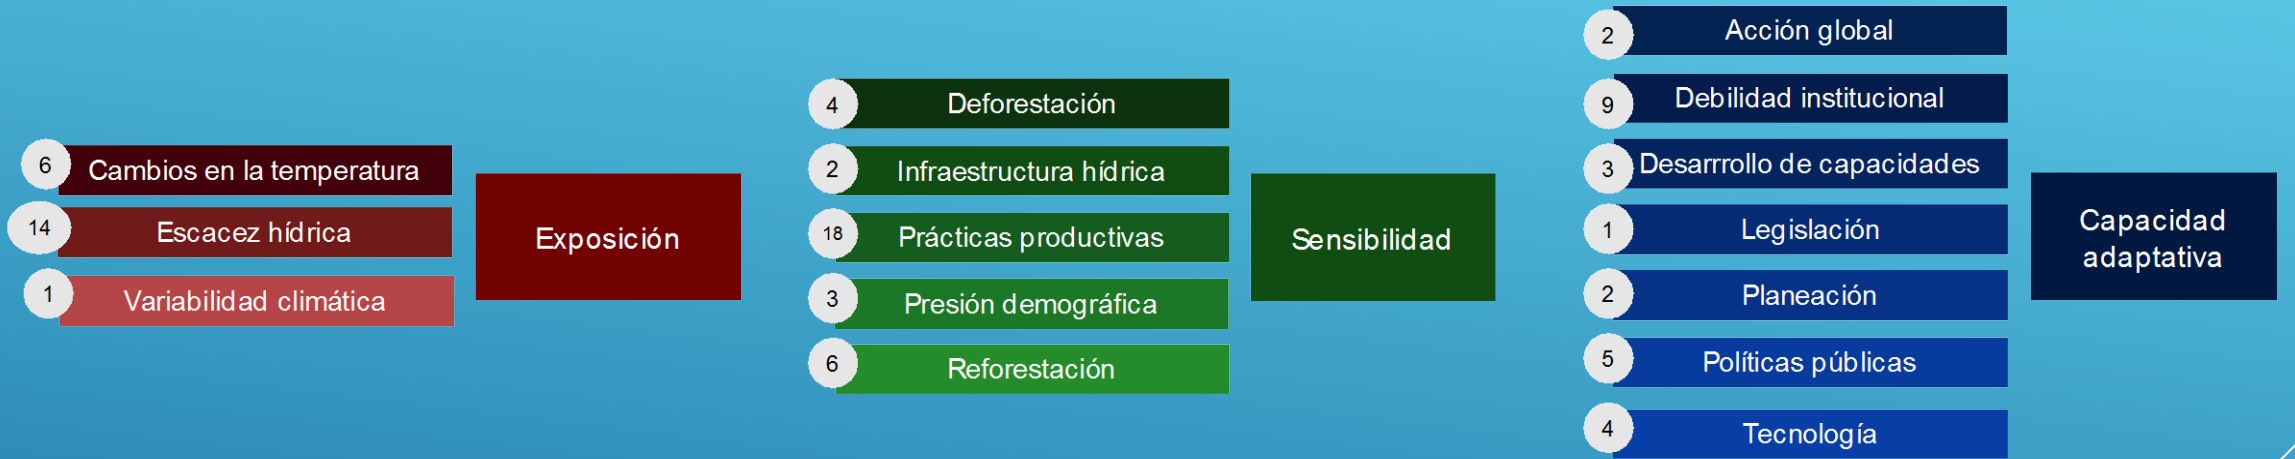 6
Cambios en la temperatura
14
Escacez hídrica
1
Variabilidad climática
Exposición
4
Deforestación
2
Infraestructura hídrica
18
Prácticas productivas
3
Presión demográfica
6
Reforestación
Sensibilidad
2
Acción global
9
Debilidad institucional
3
Desarrrollo de capacidades
1
Legislación
2
Planeación
5
Políticas públicas
4
Tecnología
Capacidad
adaptativa